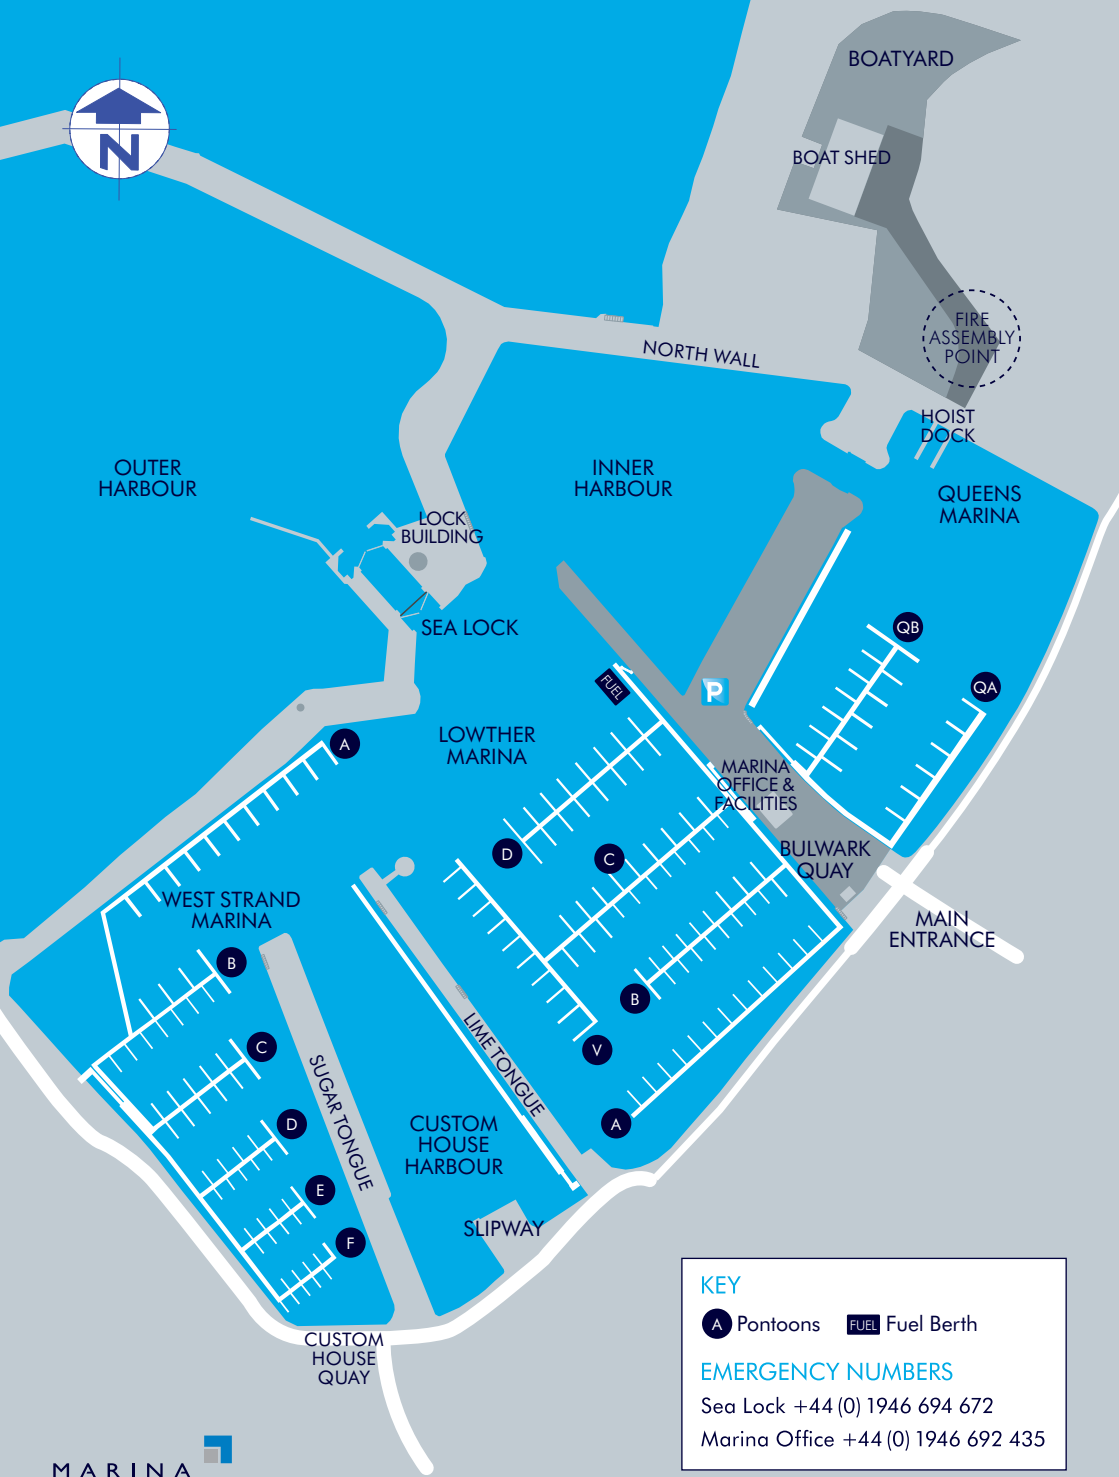 BOATYARD
N
BOAT SHED
FIRE
ASSEMBLY
POINT
NORTH WALL
HOIST
DOCK
OUTER
HARBOUR
INNER
HARBOUR
QUEENS
MARINA
LOCK
BUILDING
SEA LOCK
QB
QA
FUEL
P
A
LOWTHER
MARINA
MARINA
OFFICE &
FACILITIES
D
C
BULWARK
QUAY
WEST STRAND
MARINA
MAIN
ENTRANCE
B
B
C
V
LIME TONGUE
SUGAR TONGUE
D
A
CUSTOM
HOUSE
HARBOUR
E
SLIPWAY
F
CUSTOM
HOUSE
QUAY
KEY
A Pontoons FUEL Fuel Berth
EMERGENCY NUMBERS
Sea Lock +44 (0) 1946 694 672
Marina Office +44 (0) 1946 692 435
MARINA